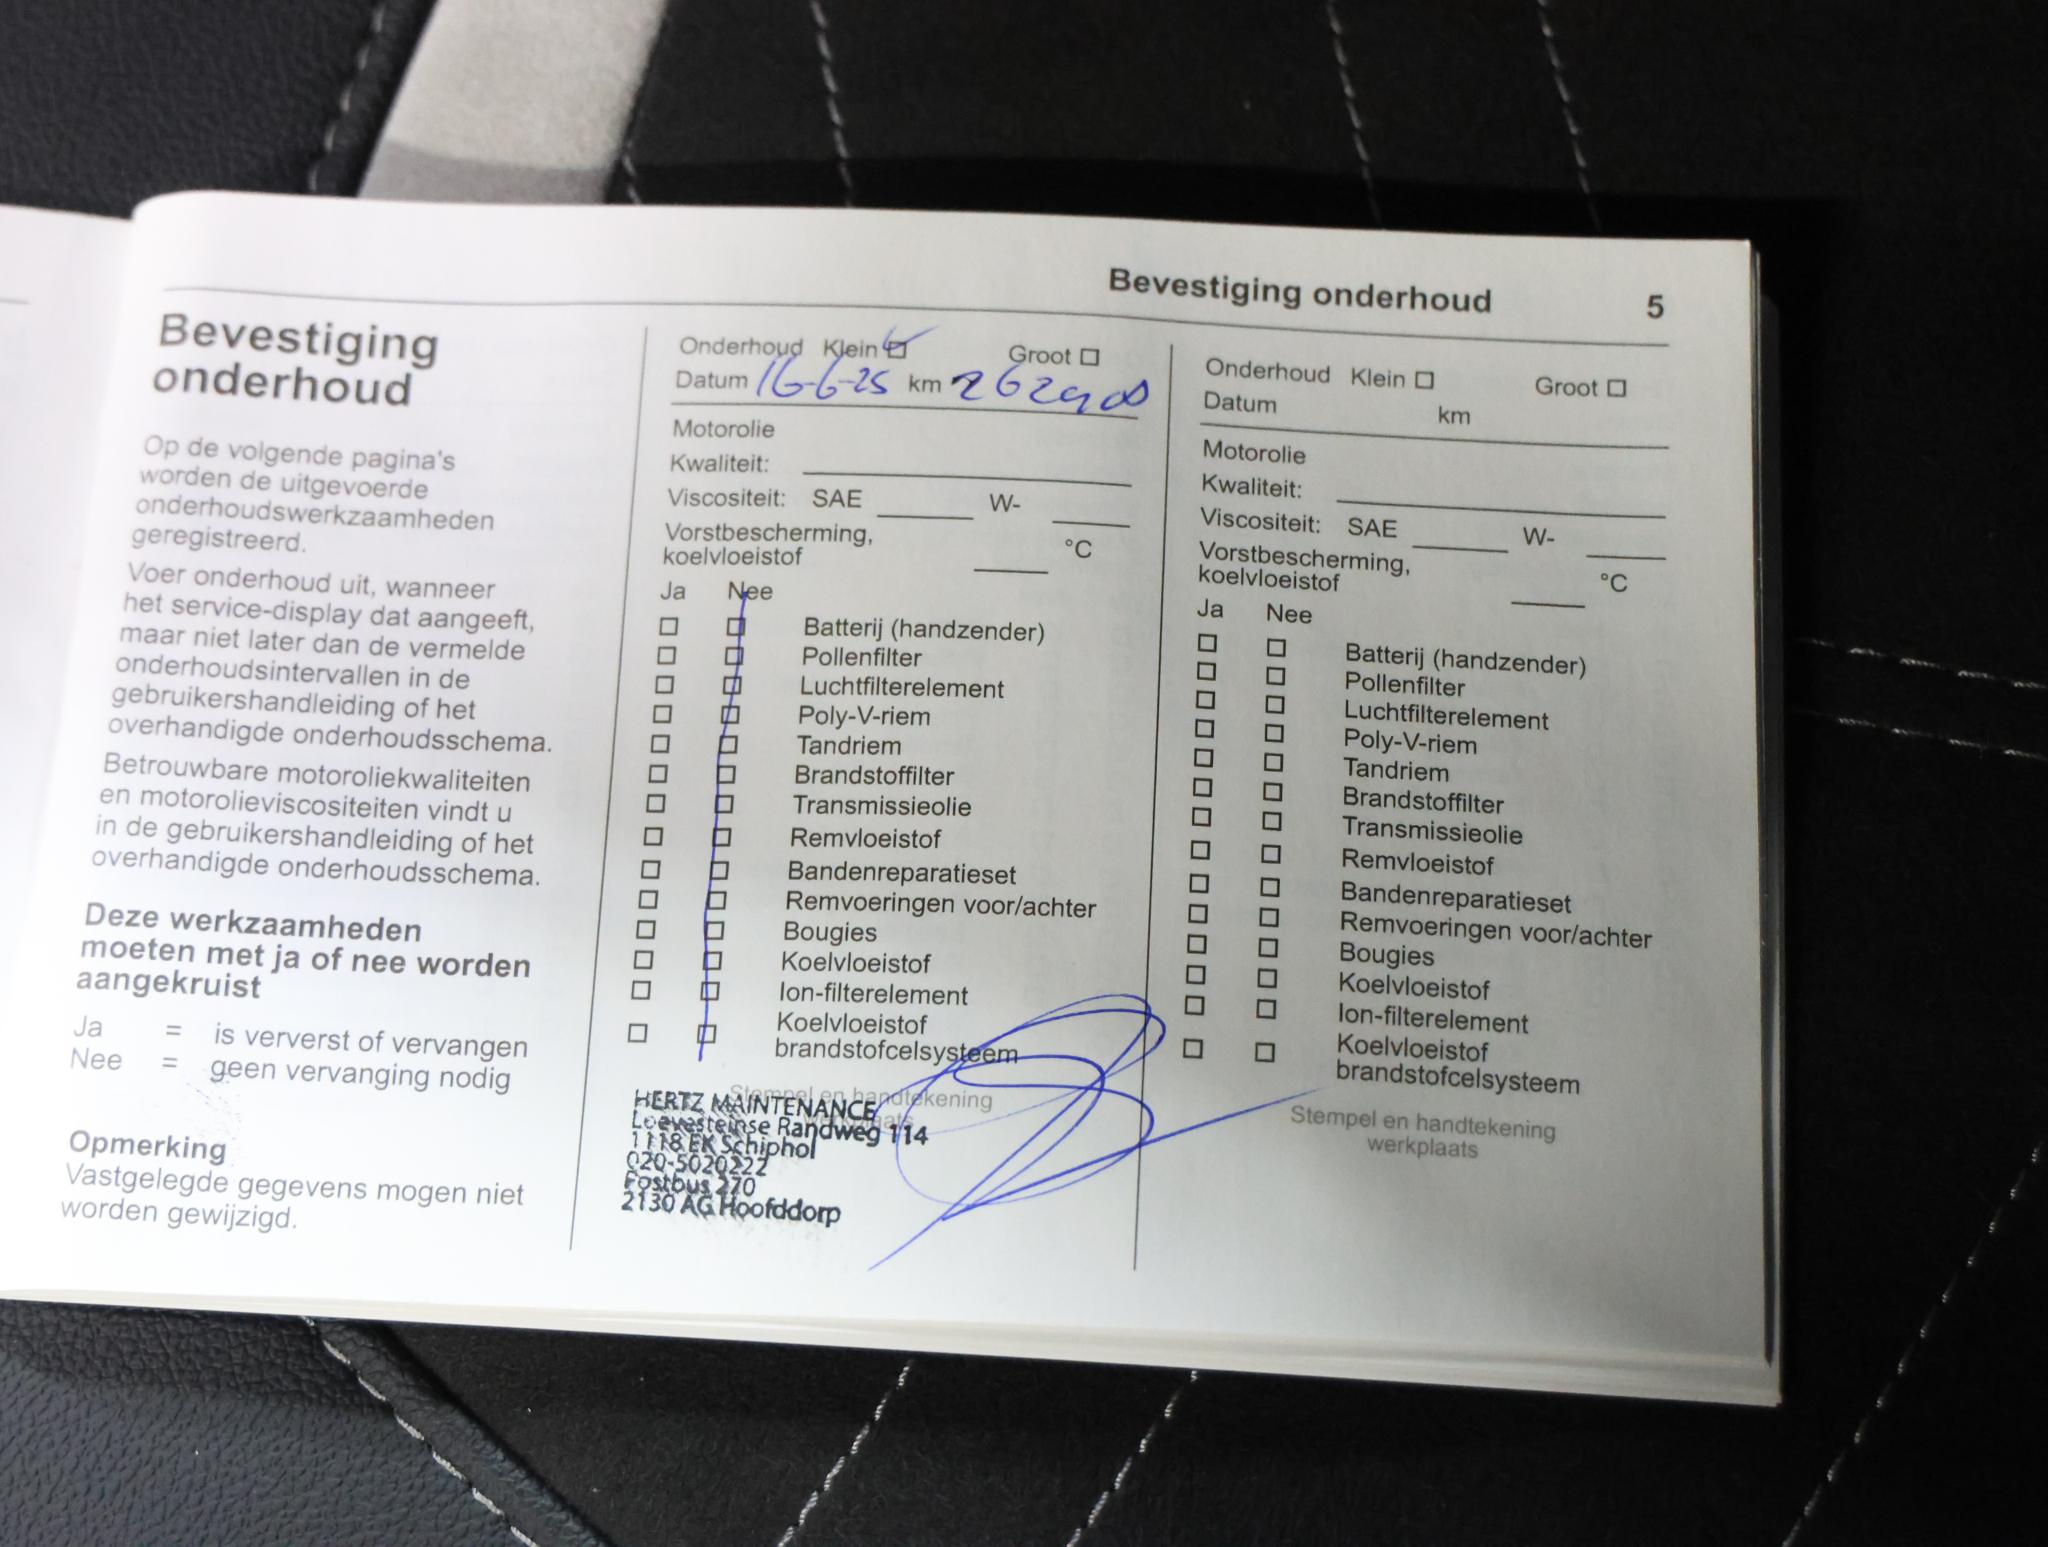 Bevestiging onderhoud 5
Bevestiging
onderhoud
Op de volgende pagina's
worden de uitgevoerde
onderhoudswerkzaamheden
geregistreerd.
Voer onderhoud uit, wanneer
het service-display dat aangeeft,
maar niet later dan de vermelde
onderhoudsintervallen in de
gebruikershandleiding of het
overhandigde onderhoudsschema.
Betrouwbare motoroliekwaliteiten
en motorolieviscositeiten vindt u
in de gebruikershandleiding of het
overhandigde onderhoudsschema.
Deze werkzaamheden
moeten met ja of nee worden
aangekruist
Ja = is ververst of vervangen
Nee = geen vervanging nodig
Opmerking
Vastgelegde gegevens mogen niet
worden gewijzigd.
Onderhoud Klein Groot
Datum 16-6-25 km
Motorolie
Kwaliteit:
Viscositeit: SAE W-
Vorstbescherming,
koelvloeistof °C
Ja Nee
Batterij (handzender)
Pollenfilter
Luchtfilterelement
Poly-V-riem
Tandriem
Brandstoffilter
Transmissieolie
Remvloeistof
Bandenreparatieset
Remvoeringen voor/achter
Bougies
Koelvloeistof
Ion-filterelement
Koelvloeistof
brandstofcelsysteem
Stempel en handtekening
werkplaats
HERTZ MAINTENANCE
Loevesteinse Randweg 114
1118 EK Schiphol
020-5020222
Postbus 270
2130 AG Hoofddorp
Onderhoud Klein Groot
Datum km
Motorolie
Kwaliteit:
Viscositeit: SAE W-
Vorstbescherming,
koelvloeistof °C
Ja Nee
Batterij (handzender)
Pollenfilter
Luchtfilterelement
Poly-V-riem
Tandriem
Brandstoffilter
Transmissieolie
Remvloeistof
Bandenreparatieset
Remvoeringen voor/achter
Bougies
Koelvloeistof
Ion-filterelement
Koelvloeistof
brandstofcelsysteem
Stempel en handtekening
werkplaats